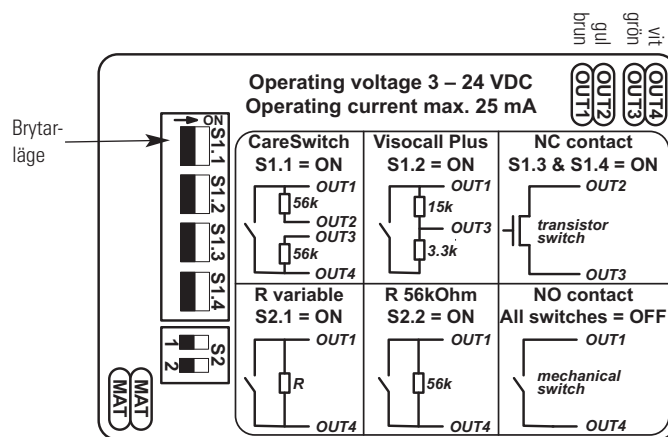 brun
gul
grön
vit
OUT1
OUT2
OUT3
OUT4
Operating voltage 3 – 24 VDC
Operating current max. 25 mA
Brytar-
läge
ON
S1.1
S1.2
S1.3
S1.4
S2
1
2
MAT
MAT
CareSwitch
S1.1 = ON
OUT1
56k
OUT2
OUT3
56k
OUT4
Visocall Plus
S1.2 = ON
OUT1
15k
OUT3
3.3k
OUT4
NC contact
S1.3 & S1.4 = ON
OUT2
transistor
switch
OUT3
R variable
S2.1 = ON
OUT1
R
OUT4
R 56kOhm
S2.2 = ON
OUT1
56k
OUT4
NO contact
All switches = OFF
OUT1
mechanical
switch
OUT4